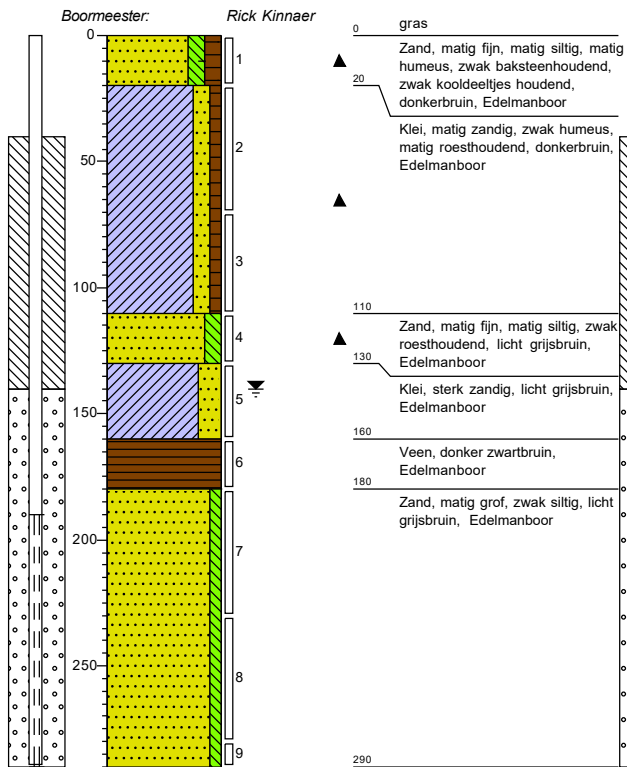 Boormeester: Rick Kinnaer
0
50
100
150
200
250
1
2
3
4
5
6
7
8
9
0
gras
Zand, matig fijn, matig siltig, matig
humeus, zwak baksteenhoudend,
zwak kooldeeltjes houdend,
donkerbruin, Edelmanboor
20
Klei, matig zandig, zwak humeus,
matig roesthoudend, donkerbruin,
Edelmanboor
110
Zand, matig fijn, matig siltig, zwak
roesthoudend, licht grijsbruin,
Edelmanboor
130
Klei, sterk zandig, licht grijsbruin,
Edelmanboor
160
Veen, donker zwartbruin,
Edelmanboor
180
Zand, matig grof, zwak siltig, licht
grijsbruin, Edelmanboor
290